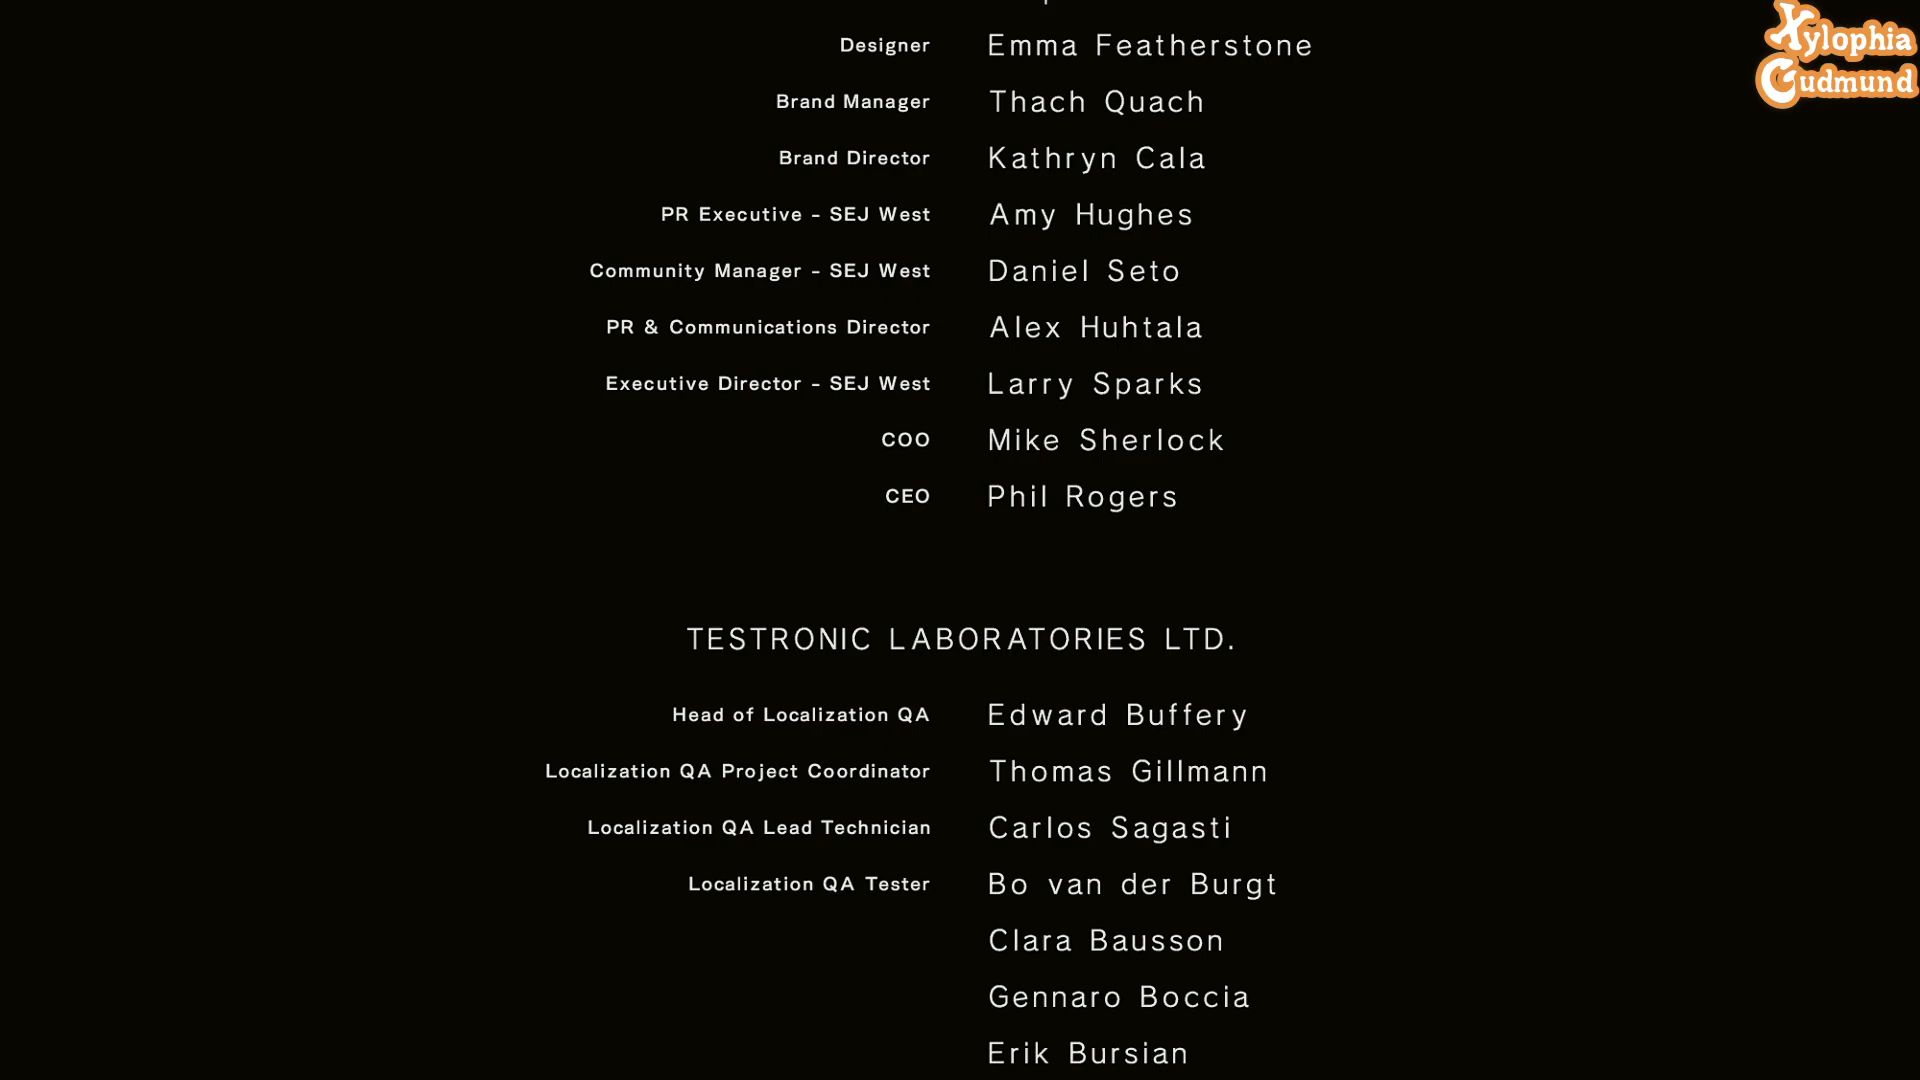 Designer Emma Featherstone
Brand Manager Thach Quach
Brand Director Kathryn Cala
PR Executive - SEJ West Amy Hughes
Community Manager - SEJ West Daniel Seto
PR & Communications Director Alex Huhtala
Executive Director - SEJ West Larry Sparks
COO Mike Sherlock
CEO Phil Rogers
TESTRONIC LABORATORIES LTD.
Head of Localization QA Edward Buffery
Localization QA Project Coordinator Thomas Gillmann
Localization QA Lead Technician Carlos Sagasti
Localization QA Tester Bo van der Burgt
Clara Bausson
Gennaro Boccia
Erik Bursian
Xylophia
Gudmund